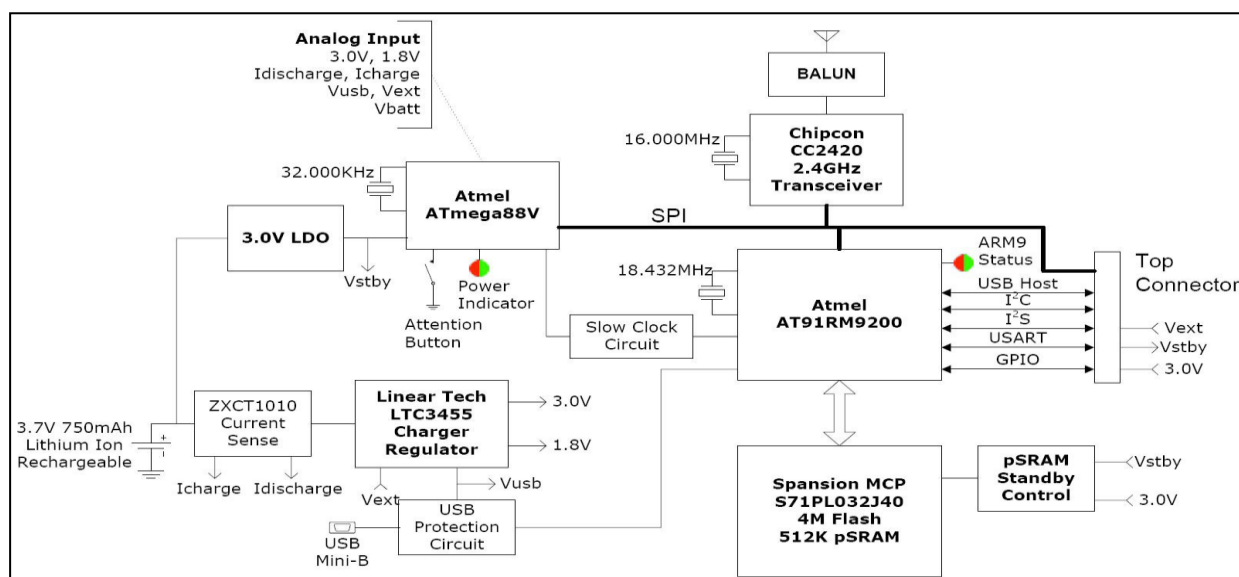 Analog Input
3.0V, 1.8V
Idischarge, Icharge
Vusb, Vext
Vbatt
BALUN
16.000MHz
Chipcon
CC2420
2.4GHz
Transceiver
32.000KHz
Atmel
ATmega88V
SPI
3.0V LDO
Vstby
Power
Indicator
Attention
Button
18.432MHz
Atmel
AT91RM9200
ARM9
Status
USB Host
I²C
I²S
USART
GPIO
Top
Connector
Vext
Vstby
3.0V
Slow Clock
Circuit
3.7V 750mAh
Lithium Ion
Rechargeable
+
ZXCT1010
Current
Sense
Icharge
Idischarge
Linear Tech
LTC3455
Charger
Regulator
3.0V
1.8V
Vext
Vusb
USB
Protection
Circuit
USB
Mini-B
Spansion MCP
S71PL032J40
4M Flash
512K pSRAM
pSRAM
Standby
Control
Vstby
3.0V